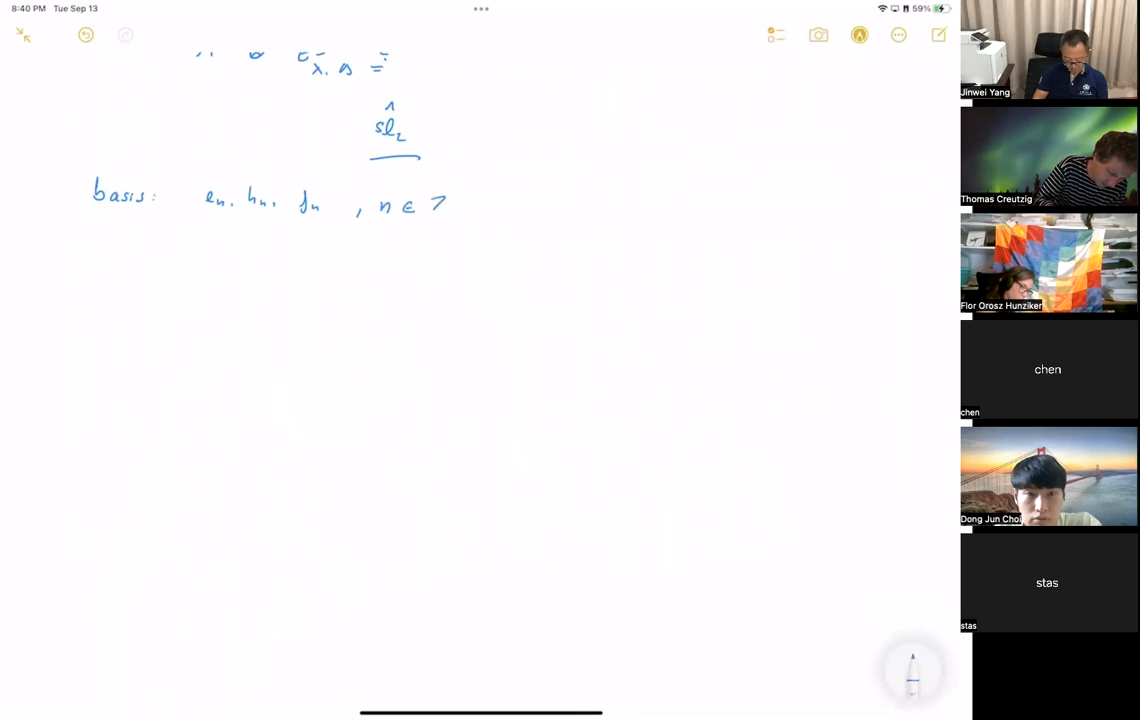 8:40 PM Tue Sep 13
59%
λ, s
^
sl₂
basis: eₙ, hₙ, fₙ , n ∈ Z
Jinwei Yang
Thomas Creutzig
Flor Orosz Hunziker
chen
chen
Dong Jun Choi
stas
stas